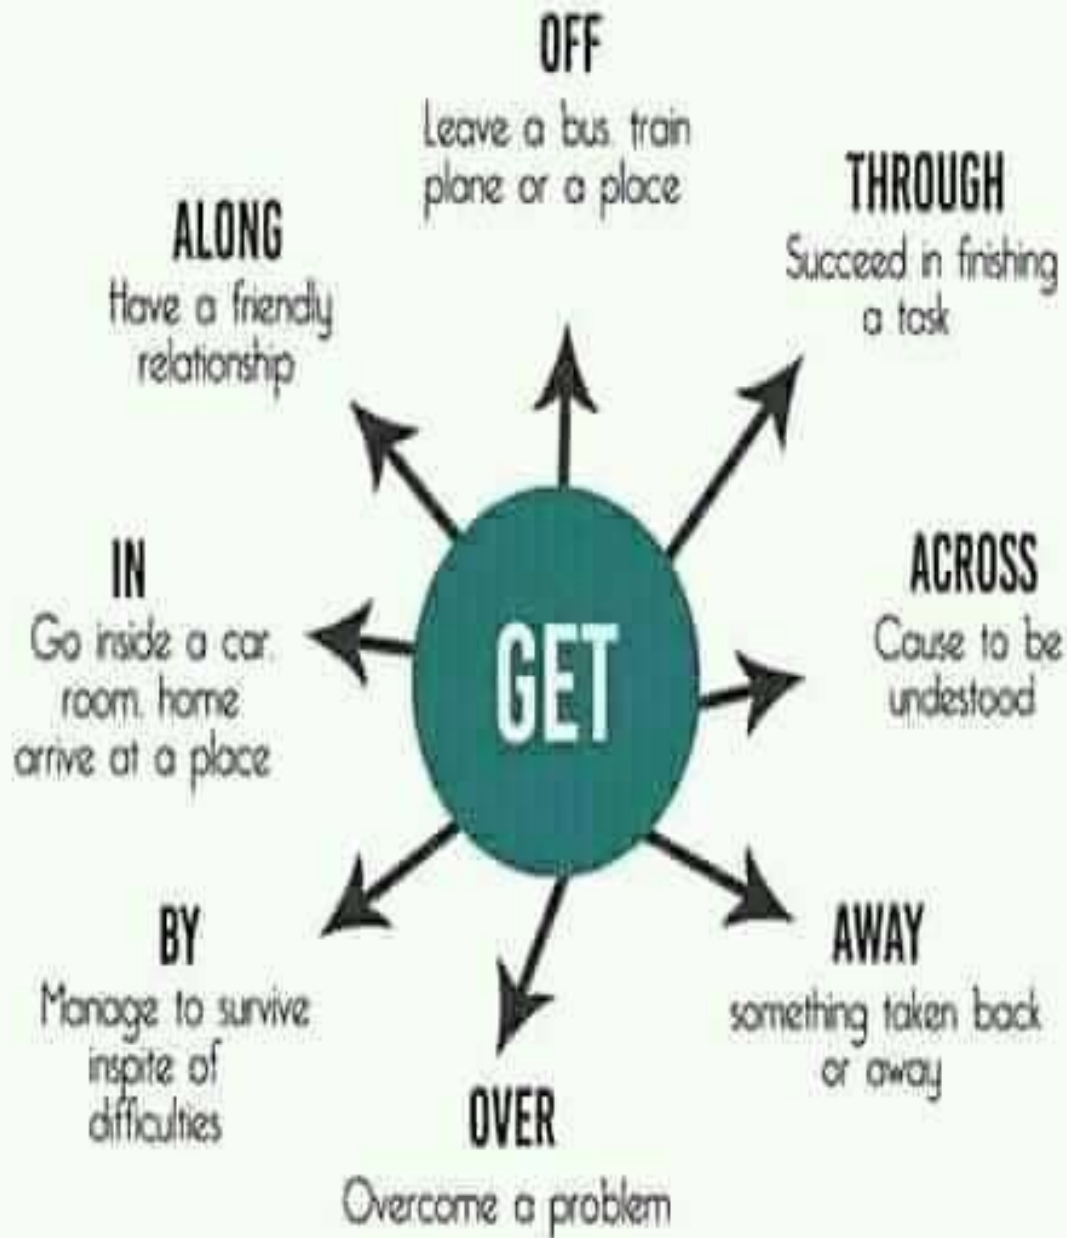 OFF
Leave a bus. train
plane or a place
THROUGH
Succeed in finishing
a task
ALONG
Have a friendly
relationship
IN
Go inside a car.
room. home
arrive at a place
GET
ACROSS
Cause to be
undestood
BY
Manage to survive
inspite of
difficulties
AWAY
something taken back
or away
OVER
Overcome a problem